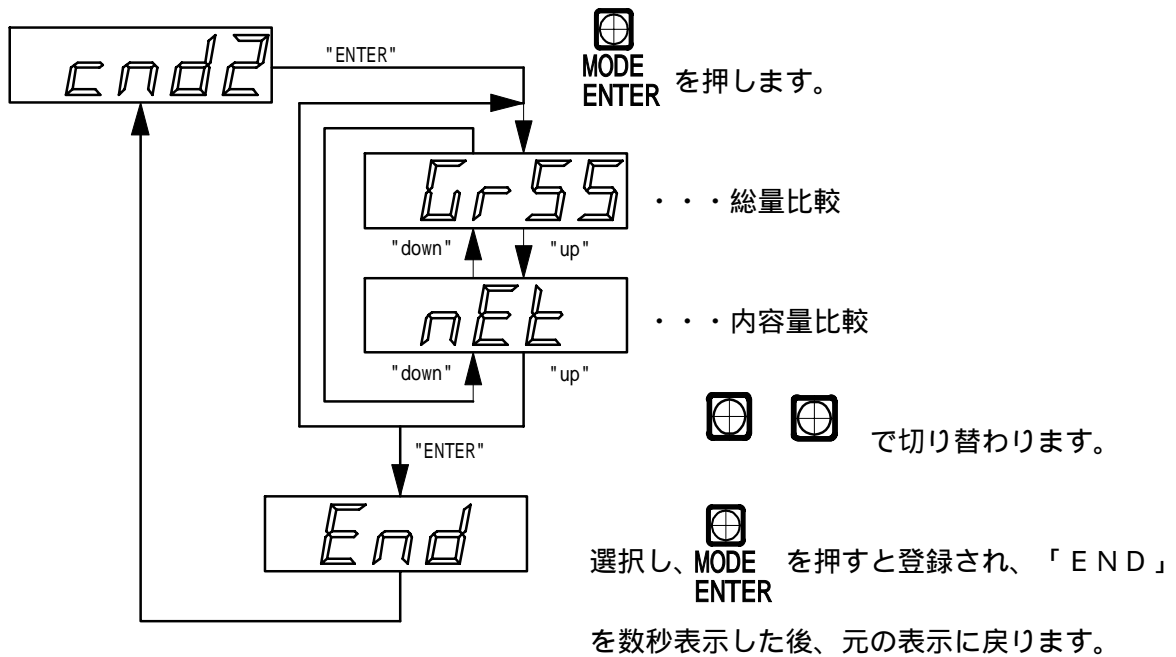 cnd2
"ENTER"
MODE
ENTER を押します。
GrSS ・・・総量比較
"down" "up"
nEt ・・・内容量比較
"down" "up"
で切り替わります。
"ENTER"
End
選択し、MODE ENTER を押すと登録され、「ＥＮＤ」
を数秒表示した後、元の表示に戻ります。